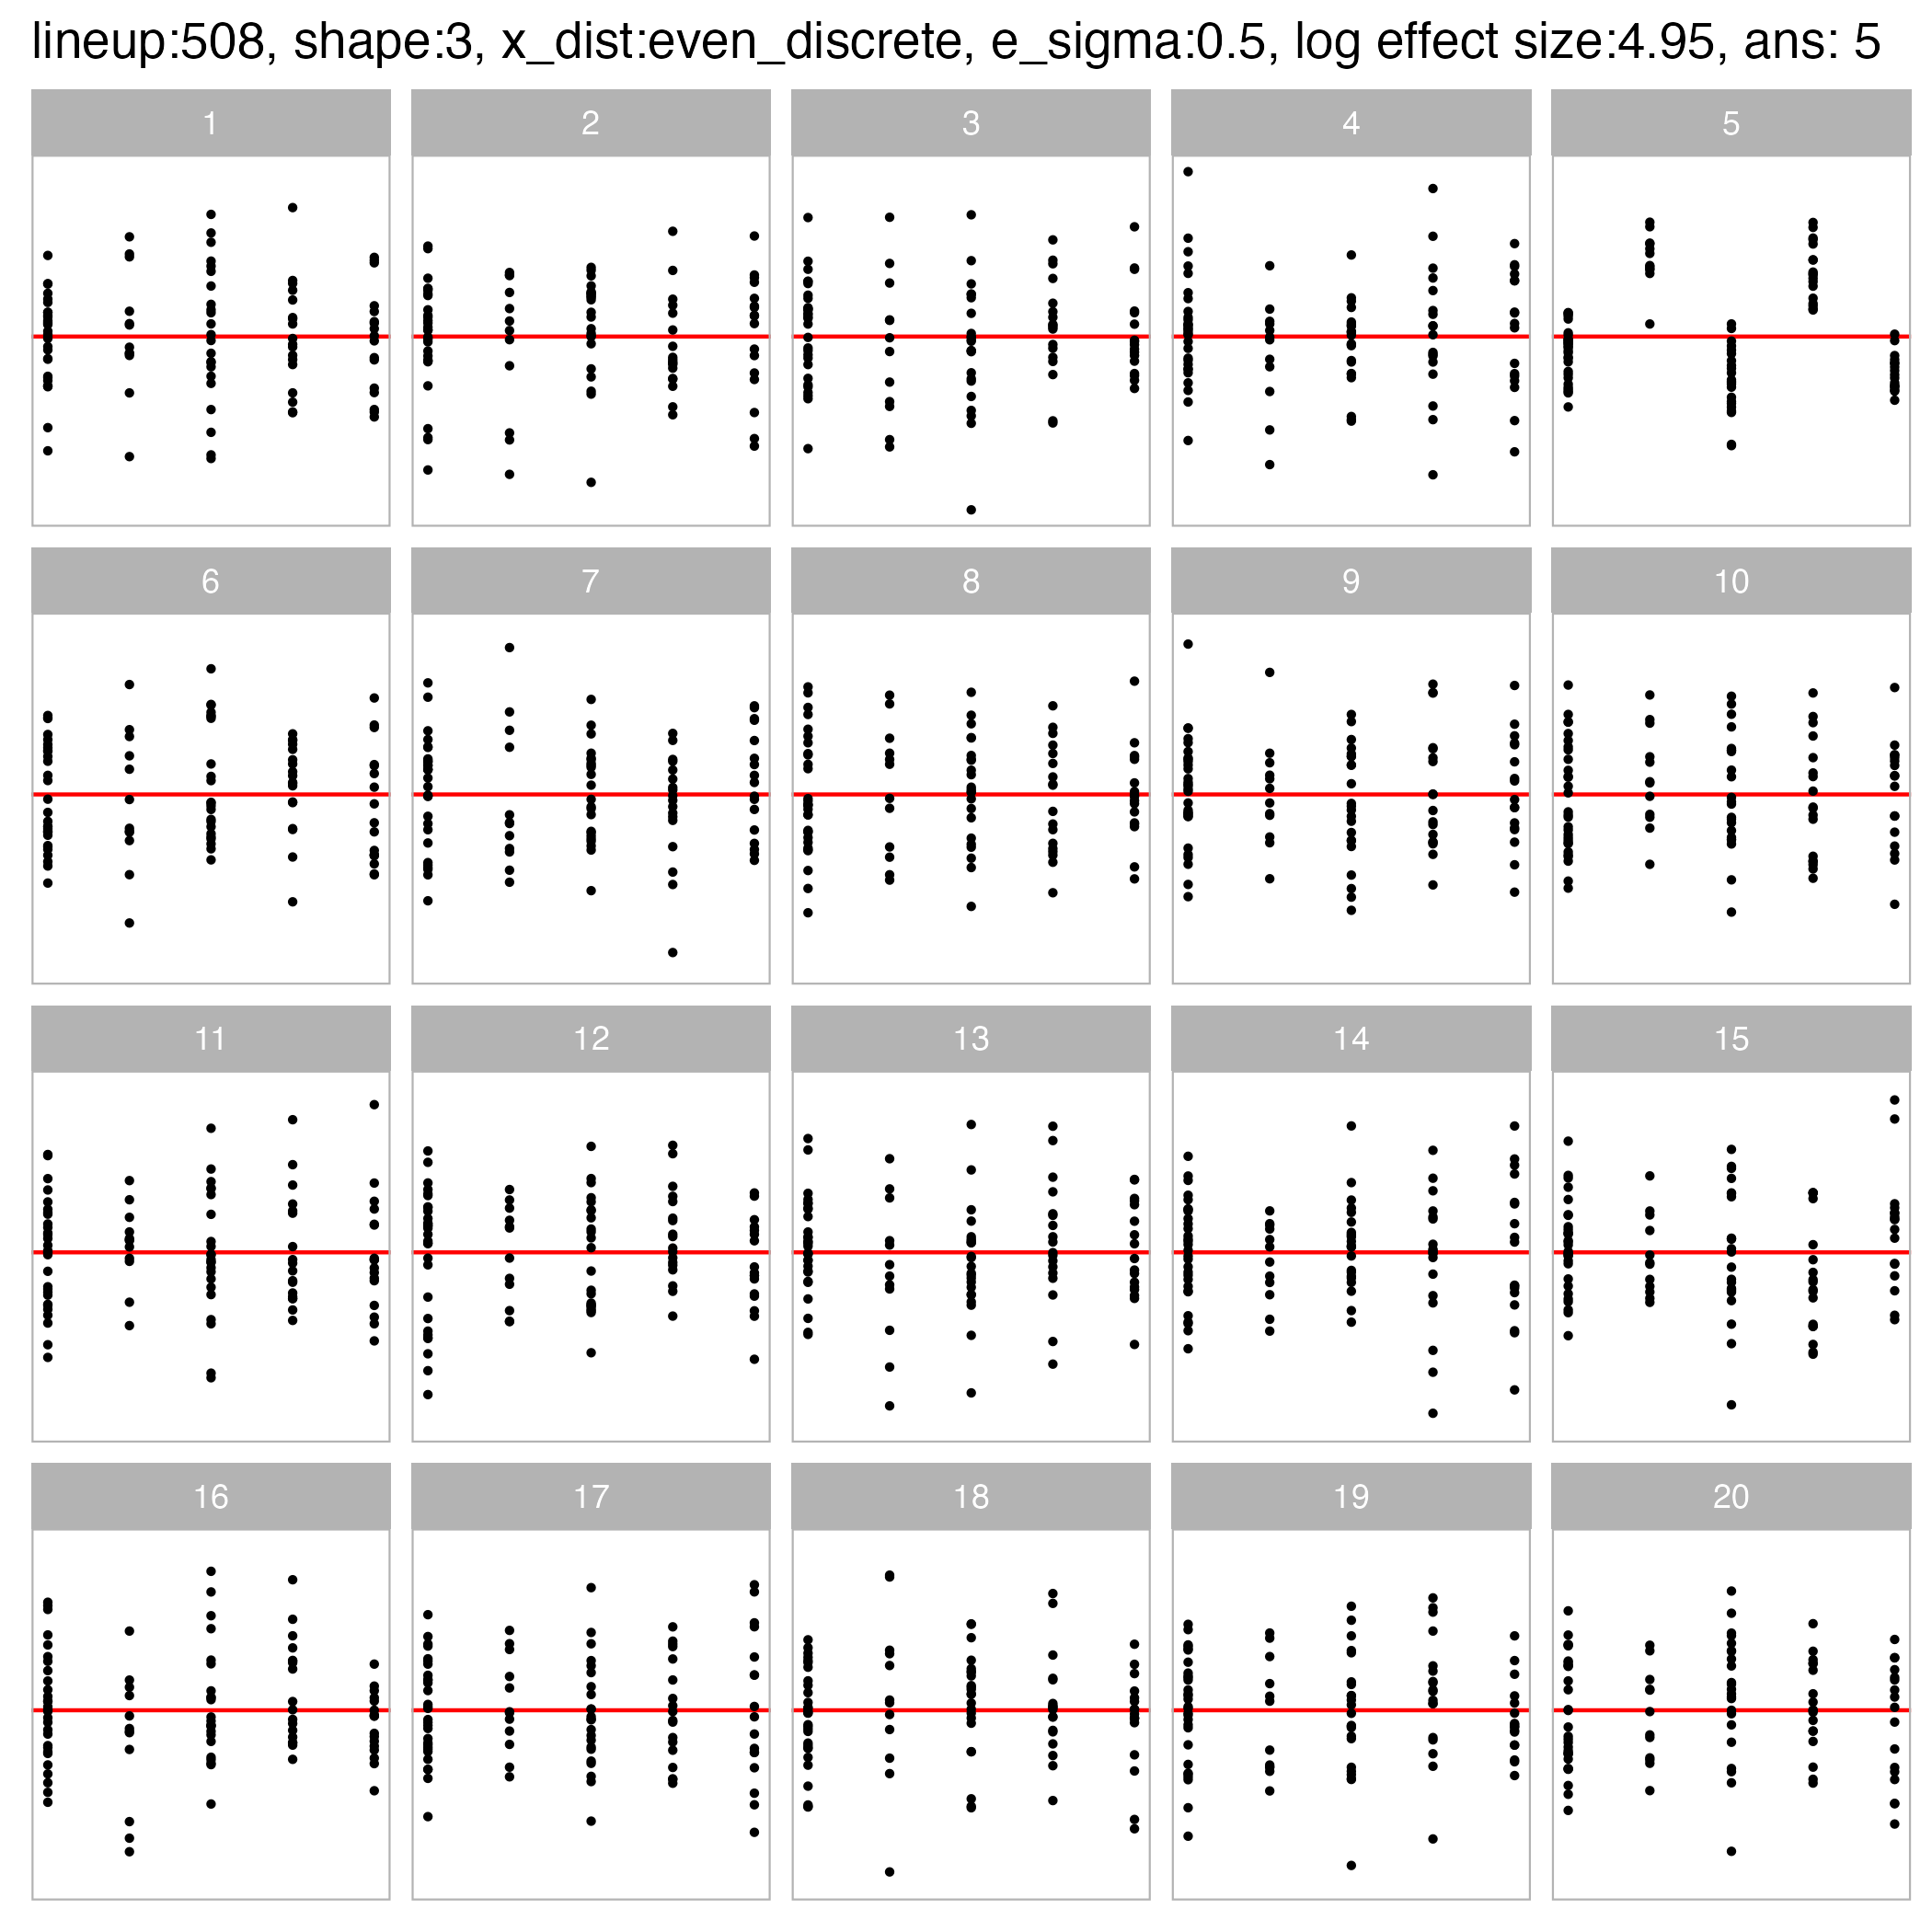 lineup:508, shape:3, x_dist:even_discrete, e_sigma:0.5, log effect size:4.95, ans: 5
1 2 3 4 5
6 7 8 9 10
11 12 13 14 15
16 17 18 19 20